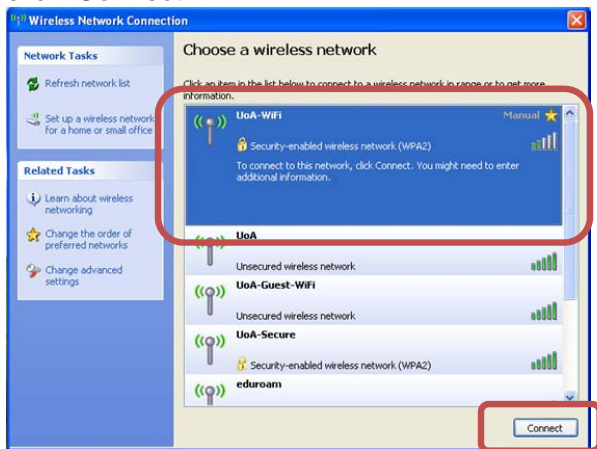 Wireless Network Connection
Network Tasks
Refresh network list
Set up a wireless network
for a home or small office
Related Tasks
Learn about wireless
networking
Change the order of
preferred networks
Change advanced
settings
Choose a wireless network
Click an item in the list below to connect to a wireless network in range or to get more
information.
UoA-WiFi
Manual
Security-enabled wireless network (WPA2)
To connect to this network, click Connect. You might need to enter
additional information.
UoA
Unsecured wireless network
UoA-Guest-WiFi
Unsecured wireless network
UoA-Secure
Security-enabled wireless network (WPA2)
eduroam
Connect